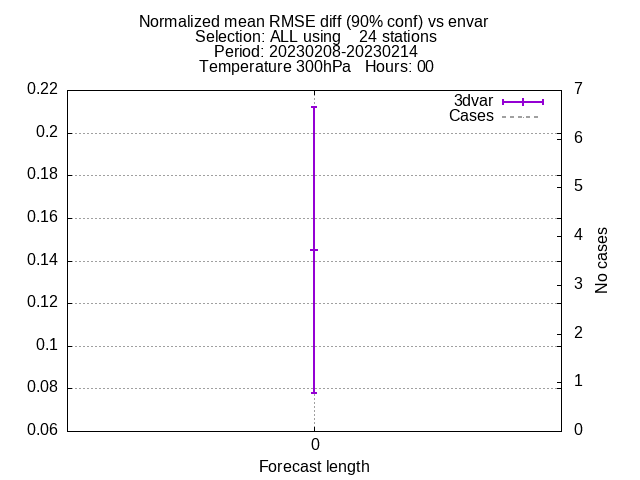 Normalized mean RMSE diff (90% conf) vs envar
Selection: ALL using    24 stations
Period: 20230208-20230214
Temperature 300hPa   Hours: 00
3dvar
Cases
0.22
0.2
0.18
0.16
0.14
0.12
0.1
0.08
0.06
7
6
5
4
3
2
1
0
No cases
0
Forecast length